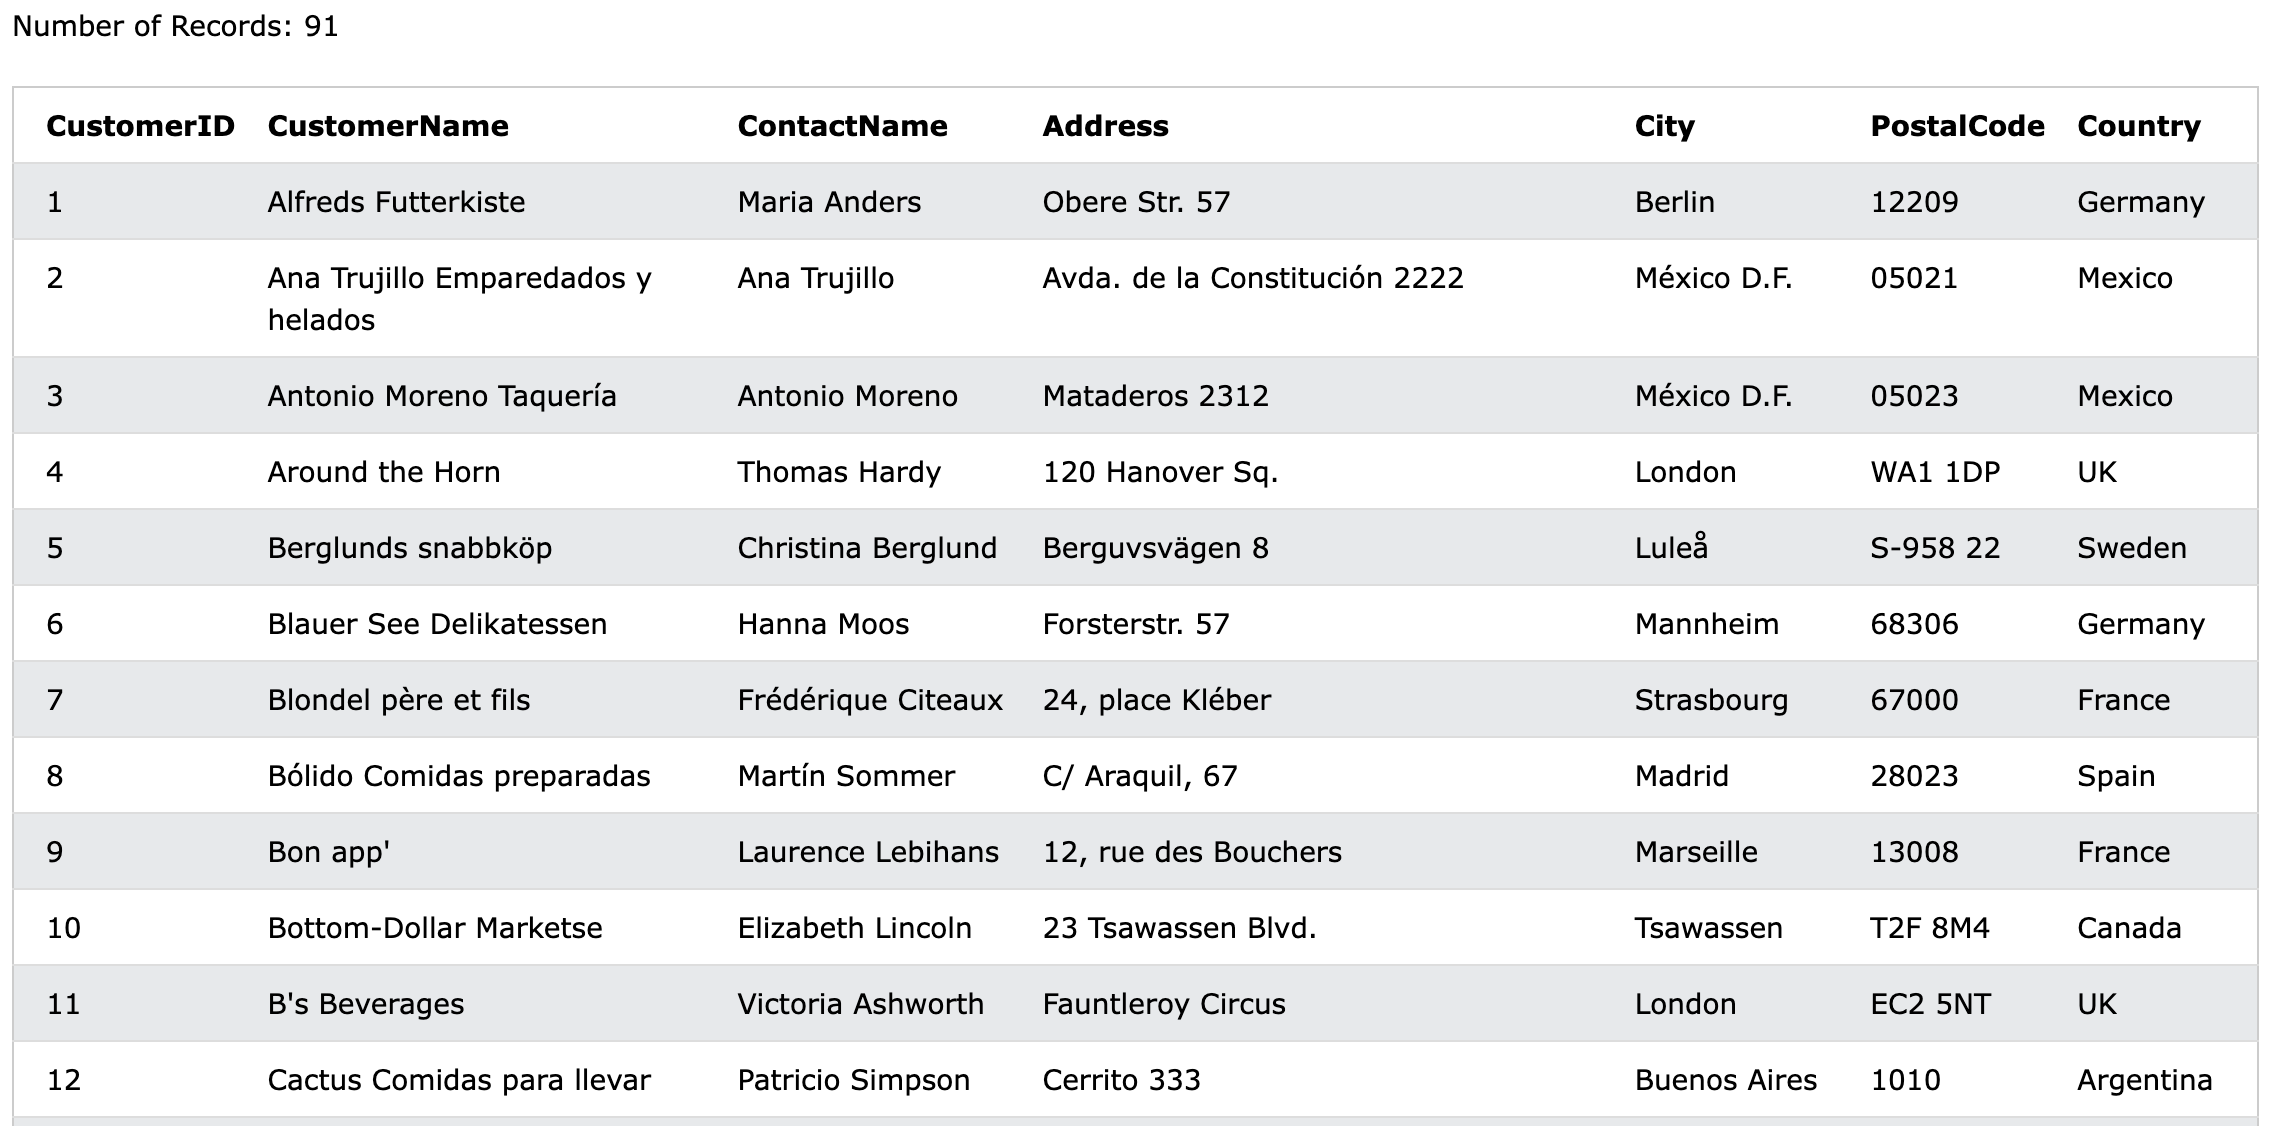 Number of Records: 91
CustomerID CustomerName ContactName Address City PostalCode Country
1 Alfreds Futterkiste Maria Anders Obere Str. 57 Berlin 12209 Germany
2 Ana Trujillo Emparedados y Ana Trujillo Avda. de la Constitución 2222 México D.F. 05021 Mexico
helados
3 Antonio Moreno Taquería Antonio Moreno Mataderos 2312 México D.F. 05023 Mexico
4 Around the Horn Thomas Hardy 120 Hanover Sq. London WA1 1DP UK
5 Berglunds snabbköp Christina Berglund Berguvsvägen 8 Luleå S-958 22 Sweden
6 Blauer See Delikatessen Hanna Moos Forsterstr. 57 Mannheim 68306 Germany
7 Blondel père et fils Frédérique Citeaux 24, place Kléber Strasbourg 67000 France
8 Bólido Comidas preparadas Martín Sommer C/ Araquil, 67 Madrid 28023 Spain
9 Bon app' Laurence Lebihans 12, rue des Bouchers Marseille 13008 France
10 Bottom-Dollar Marketse Elizabeth Lincoln 23 Tsawassen Blvd. Tsawassen T2F 8M4 Canada
11 B's Beverages Victoria Ashworth Fauntleroy Circus London EC2 5NT UK
12 Cactus Comidas para llevar Patricio Simpson Cerrito 333 Buenos Aires 1010 Argentina